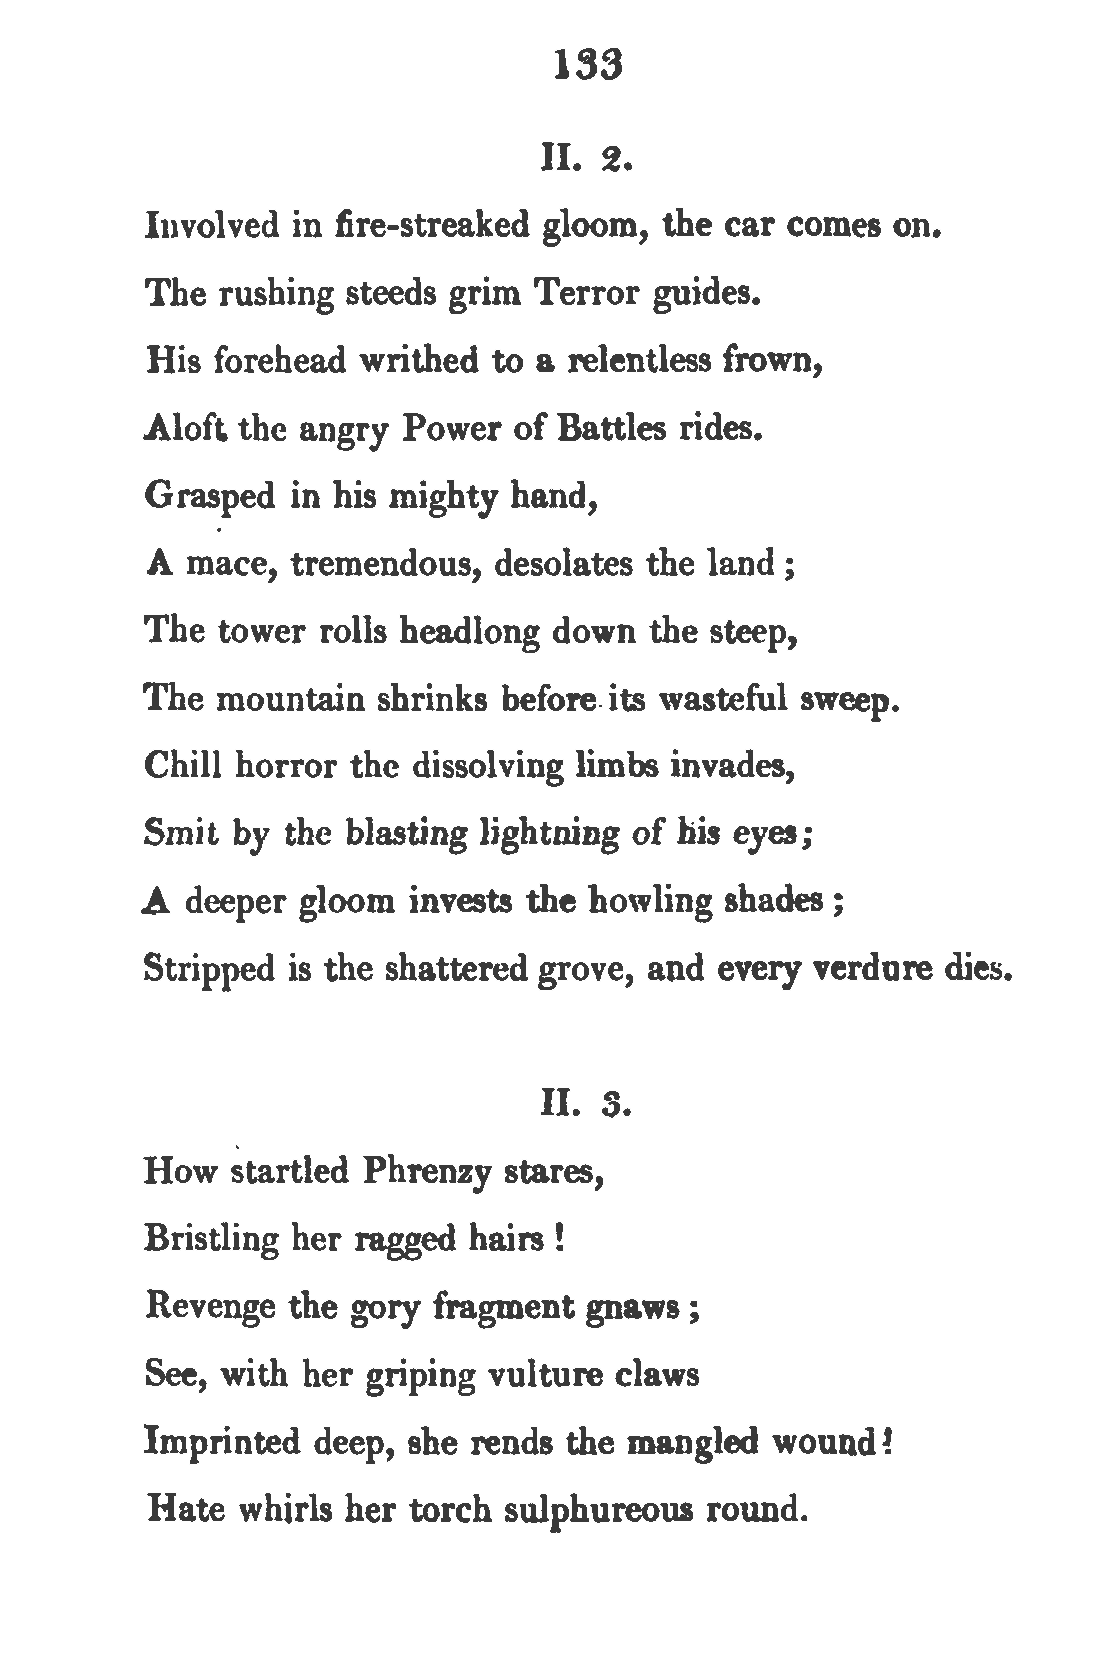 133
II. 2.
Involved in fire-streaked gloom, the car comes on.
The rushing steeds grim Terror guides.
His forehead writhed to a relentless frown,
Aloft the angry Power of Battles rides.
Grasped in his mighty hand,
A mace, tremendous, desolates the land ;
The tower rolls headlong down the steep,
The mountain shrinks before its wasteful sweep.
Chill horror the dissolving limbs invades,
Smit by the blasting lightning of his eyes;
A deeper gloom invests the howling shades ;
Stripped is the shattered grove, and every verdure dies.
II. 3.
How startled Phrenzy stares,
Bristling her ragged hairs !
Revenge the gory fragment gnaws ;
See, with her griping vulture claws
Imprinted deep, she rends the mangled wound!
Hate whirls her torch sulphureous round.